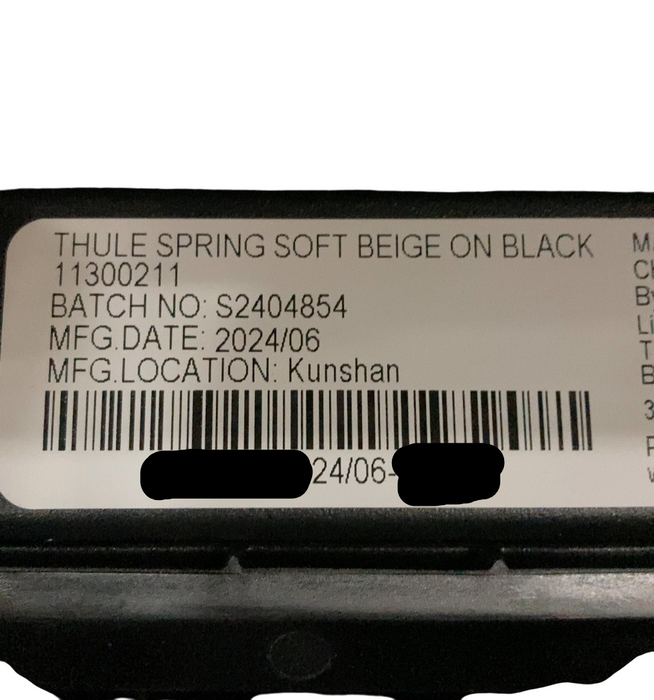 THULE SPRING SOFT BEIGE ON BLACK
11300211
BATCH NO: S2404854
MFG.DATE: 2024/06
MFG.LOCATION: Kunshan
24/06-